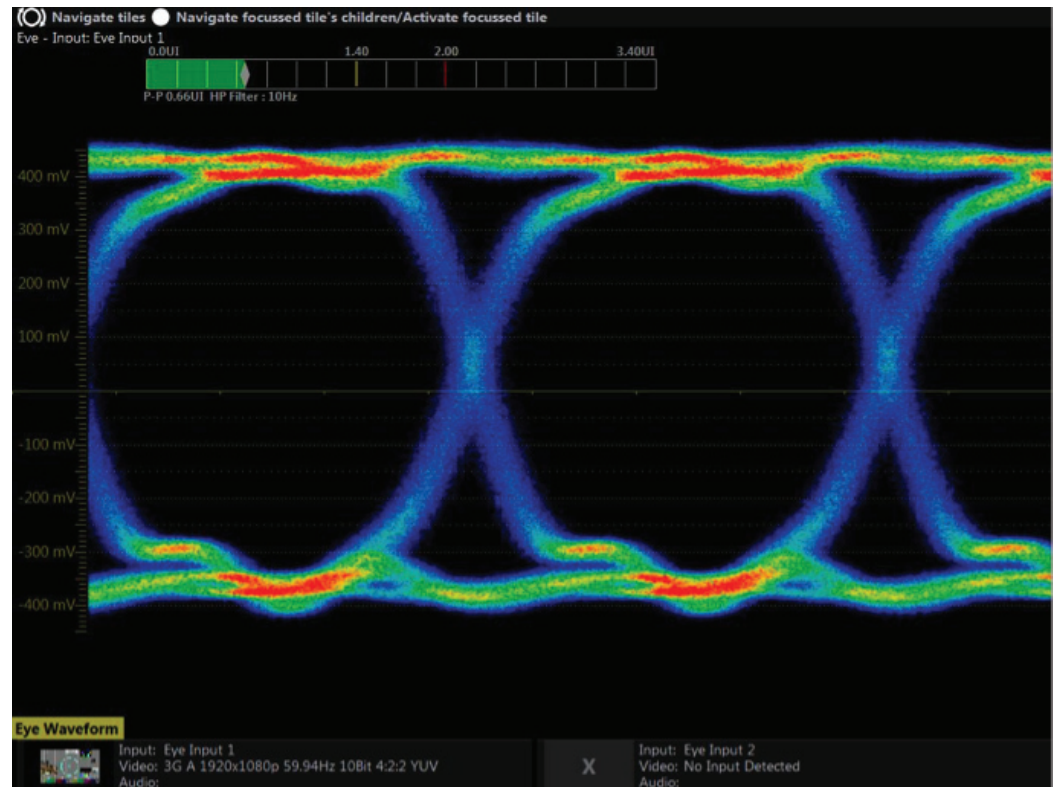 Navigate tiles Navigate focussed tile's children/Activate focussed tile
Eye - Input: Eye Input 1
0.0UI 1.40 2.00 3.40UI
P-P 0.66UI HP Filter : 10Hz
400 mV
300 mV
200 mV
100 mV
-100 mV
-200 mV
-300 mV
-400 mV
Eye Waveform
Input: Eye Input 1
Video: 3G A 1920x1080p 59.94Hz 10Bit 4:2:2 YUV
Audio:
X
Input: Eye Input 2
Video: No Input Detected
Audio: